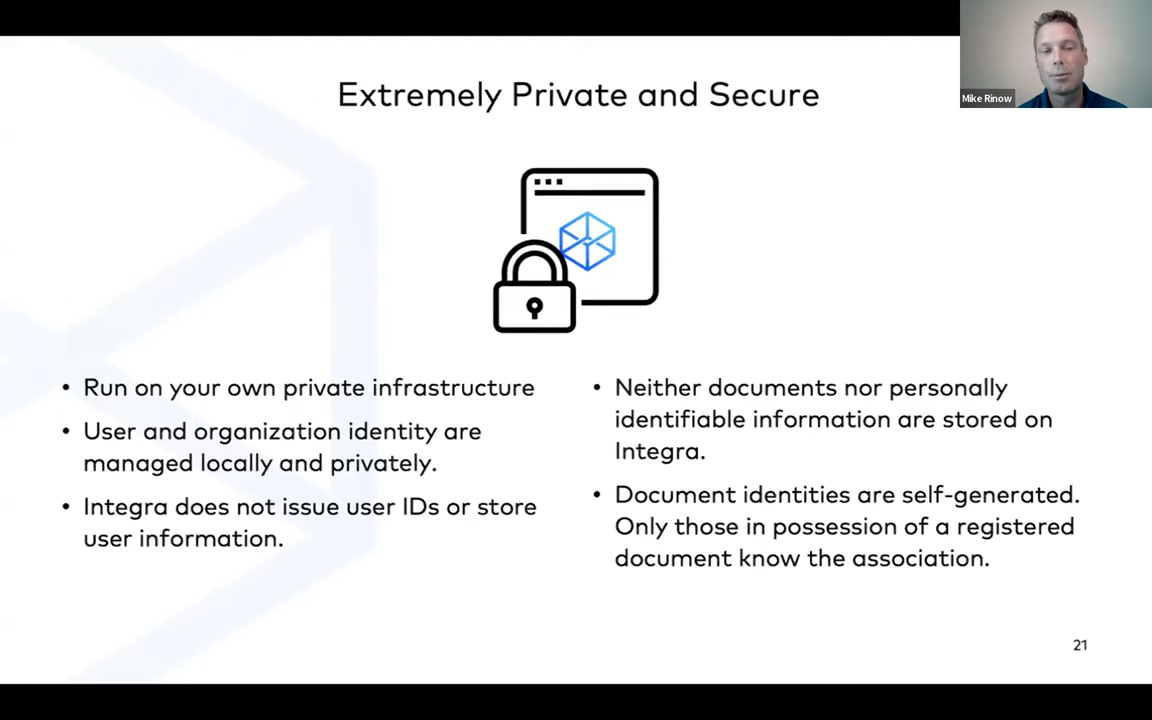 Extremely Private and Secure
Mike Rinow
• Run on your own private infrastructure
• User and organization identity are
managed locally and privately.
• Integra does not issue user IDs or store
user information.
• Neither documents nor personally
identifiable information are stored on
Integra.
• Document identities are self-generated.
Only those in possession of a registered
document know the association.
21